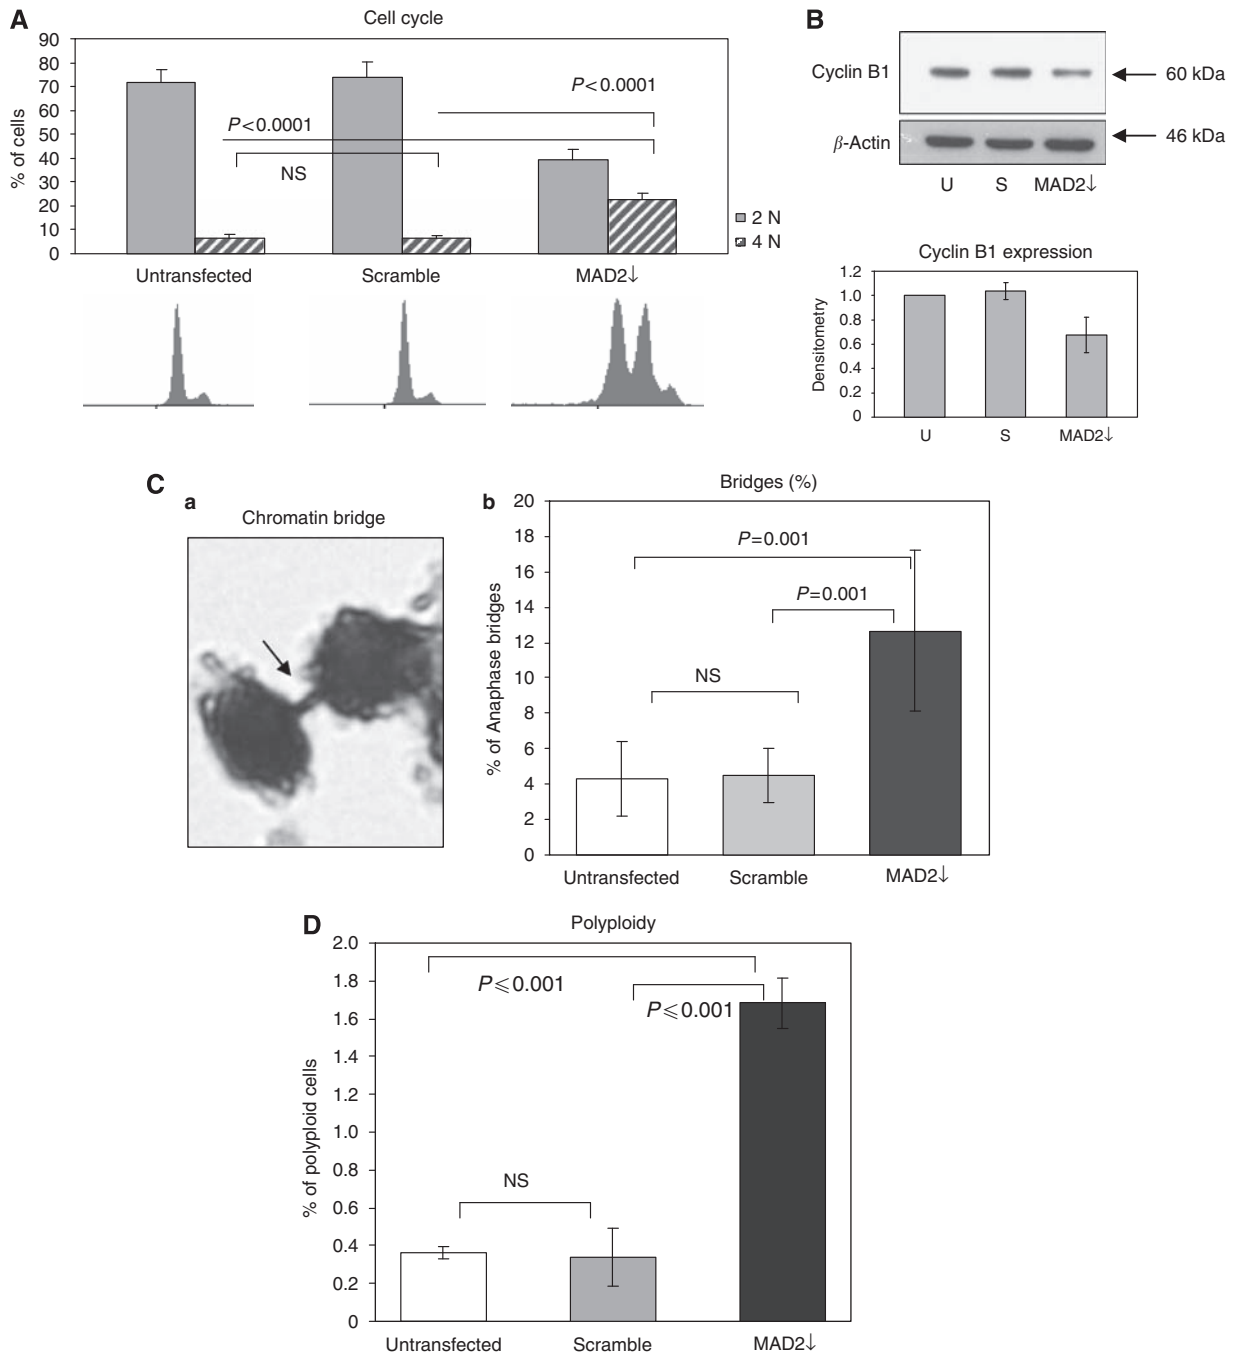 A
Cell cycle
% of cells
90
80
70
60
50
40
30
20
10
0
P<0.0001
P<0.0001
NS
2 N
4 N
Untransfected
Scramble
MAD2↓
B
Cyclin B1
60 kDa
β-Actin
46 kDa
U
S
MAD2↓
Cyclin B1 expression
Densitometry
1.2
1.0
0.8
0.6
0.4
0.2
0
U
S
MAD2↓
C
a
Chromatin bridge
b
Bridges (%)
% of Anaphase bridges
20
18
16
14
12
10
8
6
4
2
0
P=0.001
P=0.001
NS
Untransfected
Scramble
MAD2↓
D
Polyploidy
% of polyploid cells
2.0
1.8
1.6
1.4
1.2
1.0
0.8
0.6
0.4
0.2
0
P⩽0.001
P⩽0.001
NS
Untransfected
Scramble
MAD2↓